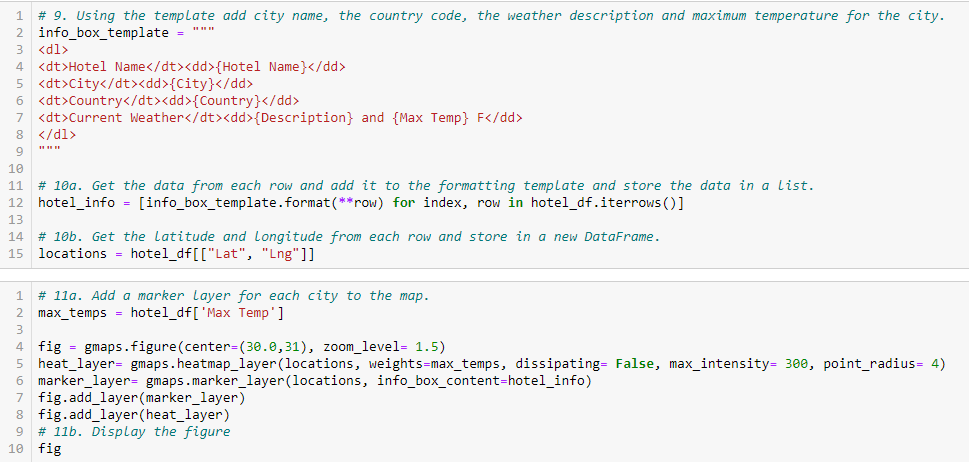 1 # 9. Using the template add city name, the country code, the weather description and maximum temperature for the city.
2 info_box_template = """
3 <dl>
4 <dt>Hotel Name</dt><dd>{Hotel Name}</dd>
5 <dt>City</dt><dd>{City}</dd>
6 <dt>Country</dt><dd>{Country}</dd>
7 <dt>Current Weather</dt><dd>{Description} and {Max Temp} F</dd>
8 </dl>
9 """
10
11 # 10a. Get the data from each row and add it to the formatting template and store the data in a list.
12 hotel_info = [info_box_template.format(**row) for index, row in hotel_df.iterrows()]
13
14 # 10b. Get the latitude and longitude from each row and store in a new DataFrame.
15 locations = hotel_df[["Lat", "Lng"]]
1 # 11a. Add a marker layer for each city to the map.
2 max_temps = hotel_df['Max Temp']
3
4 fig = gmaps.figure(center=(30.0,31), zoom_level= 1.5)
5 heat_layer= gmaps.heatmap_layer(locations, weights=max_temps, dissipating= False, max_intensity= 300, point_radius= 4)
6 marker_layer= gmaps.marker_layer(locations, info_box_content=hotel_info)
7 fig.add_layer(marker_layer)
8 fig.add_layer(heat_layer)
9 # 11b. Display the figure
10 fig